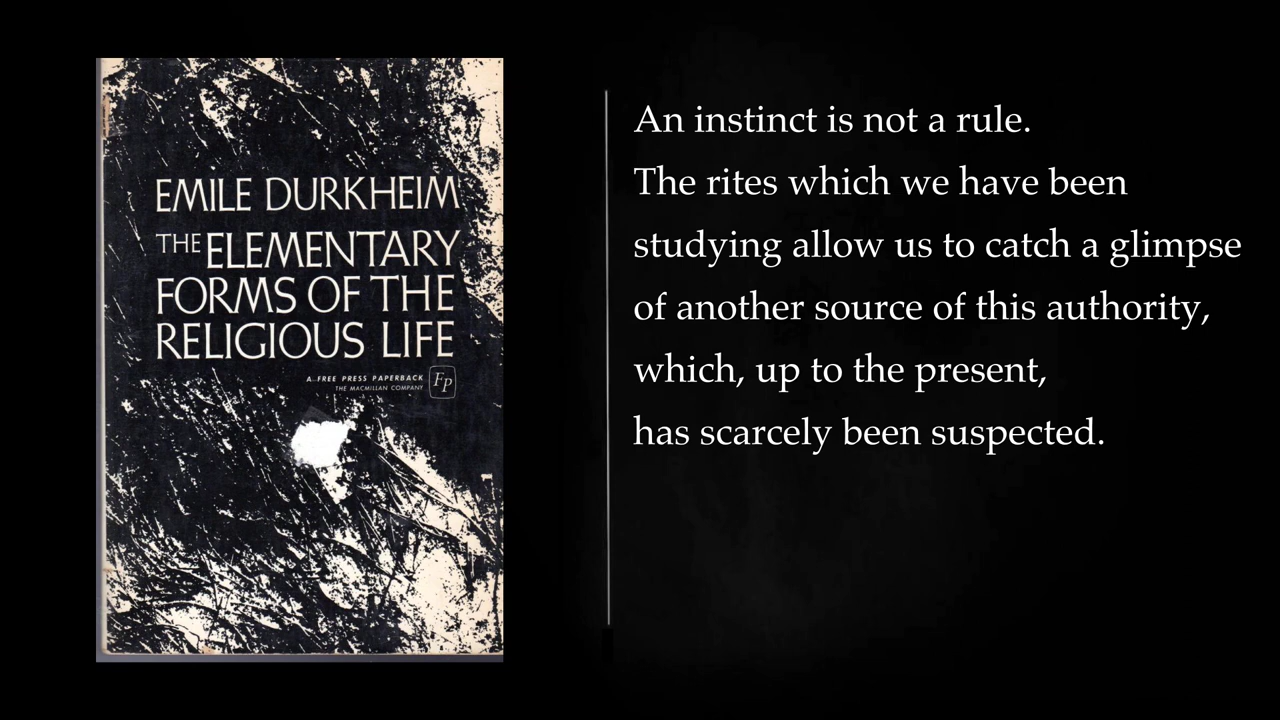 EMILE DURKHEIM
THE ELEMENTARY
FORMS OF THE
RELIGIOUS LIFE
A FREE PRESS PAPERBACK
THE MACMILLAN COMPANY
FP
An instinct is not a rule.
The rites which we have been
studying allow us to catch a glimpse
of another source of this authority,
which, up to the present,
has scarcely been suspected.